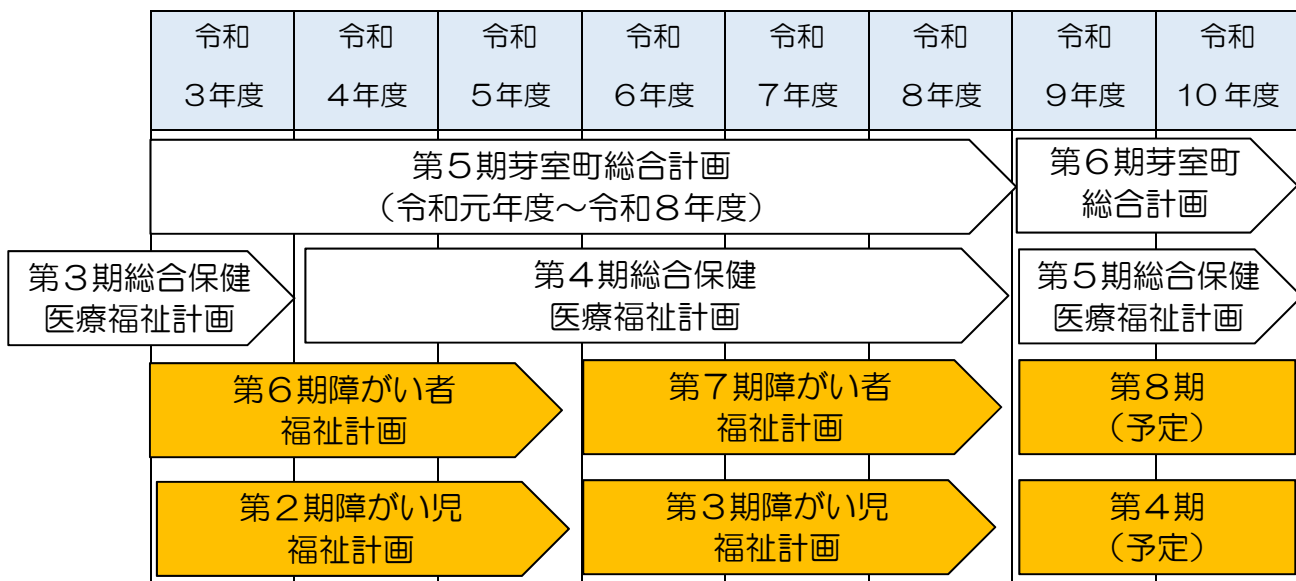 令和
3年度
令和
4年度
令和
5年度
令和
6年度
令和
7年度
令和
8年度
令和
9年度
令和
10年度
第5期芽室町総合計画
（令和元年度～令和8年度）
第6期芽室町
総合計画
第3期総合保健
医療福祉計画
第4期総合保健
医療福祉計画
第5期総合保健
医療福祉計画
第6期障がい者
福祉計画
第7期障がい者
福祉計画
第8期
（予定）
第2期障がい児
福祉計画
第3期障がい児
福祉計画
第4期
（予定）